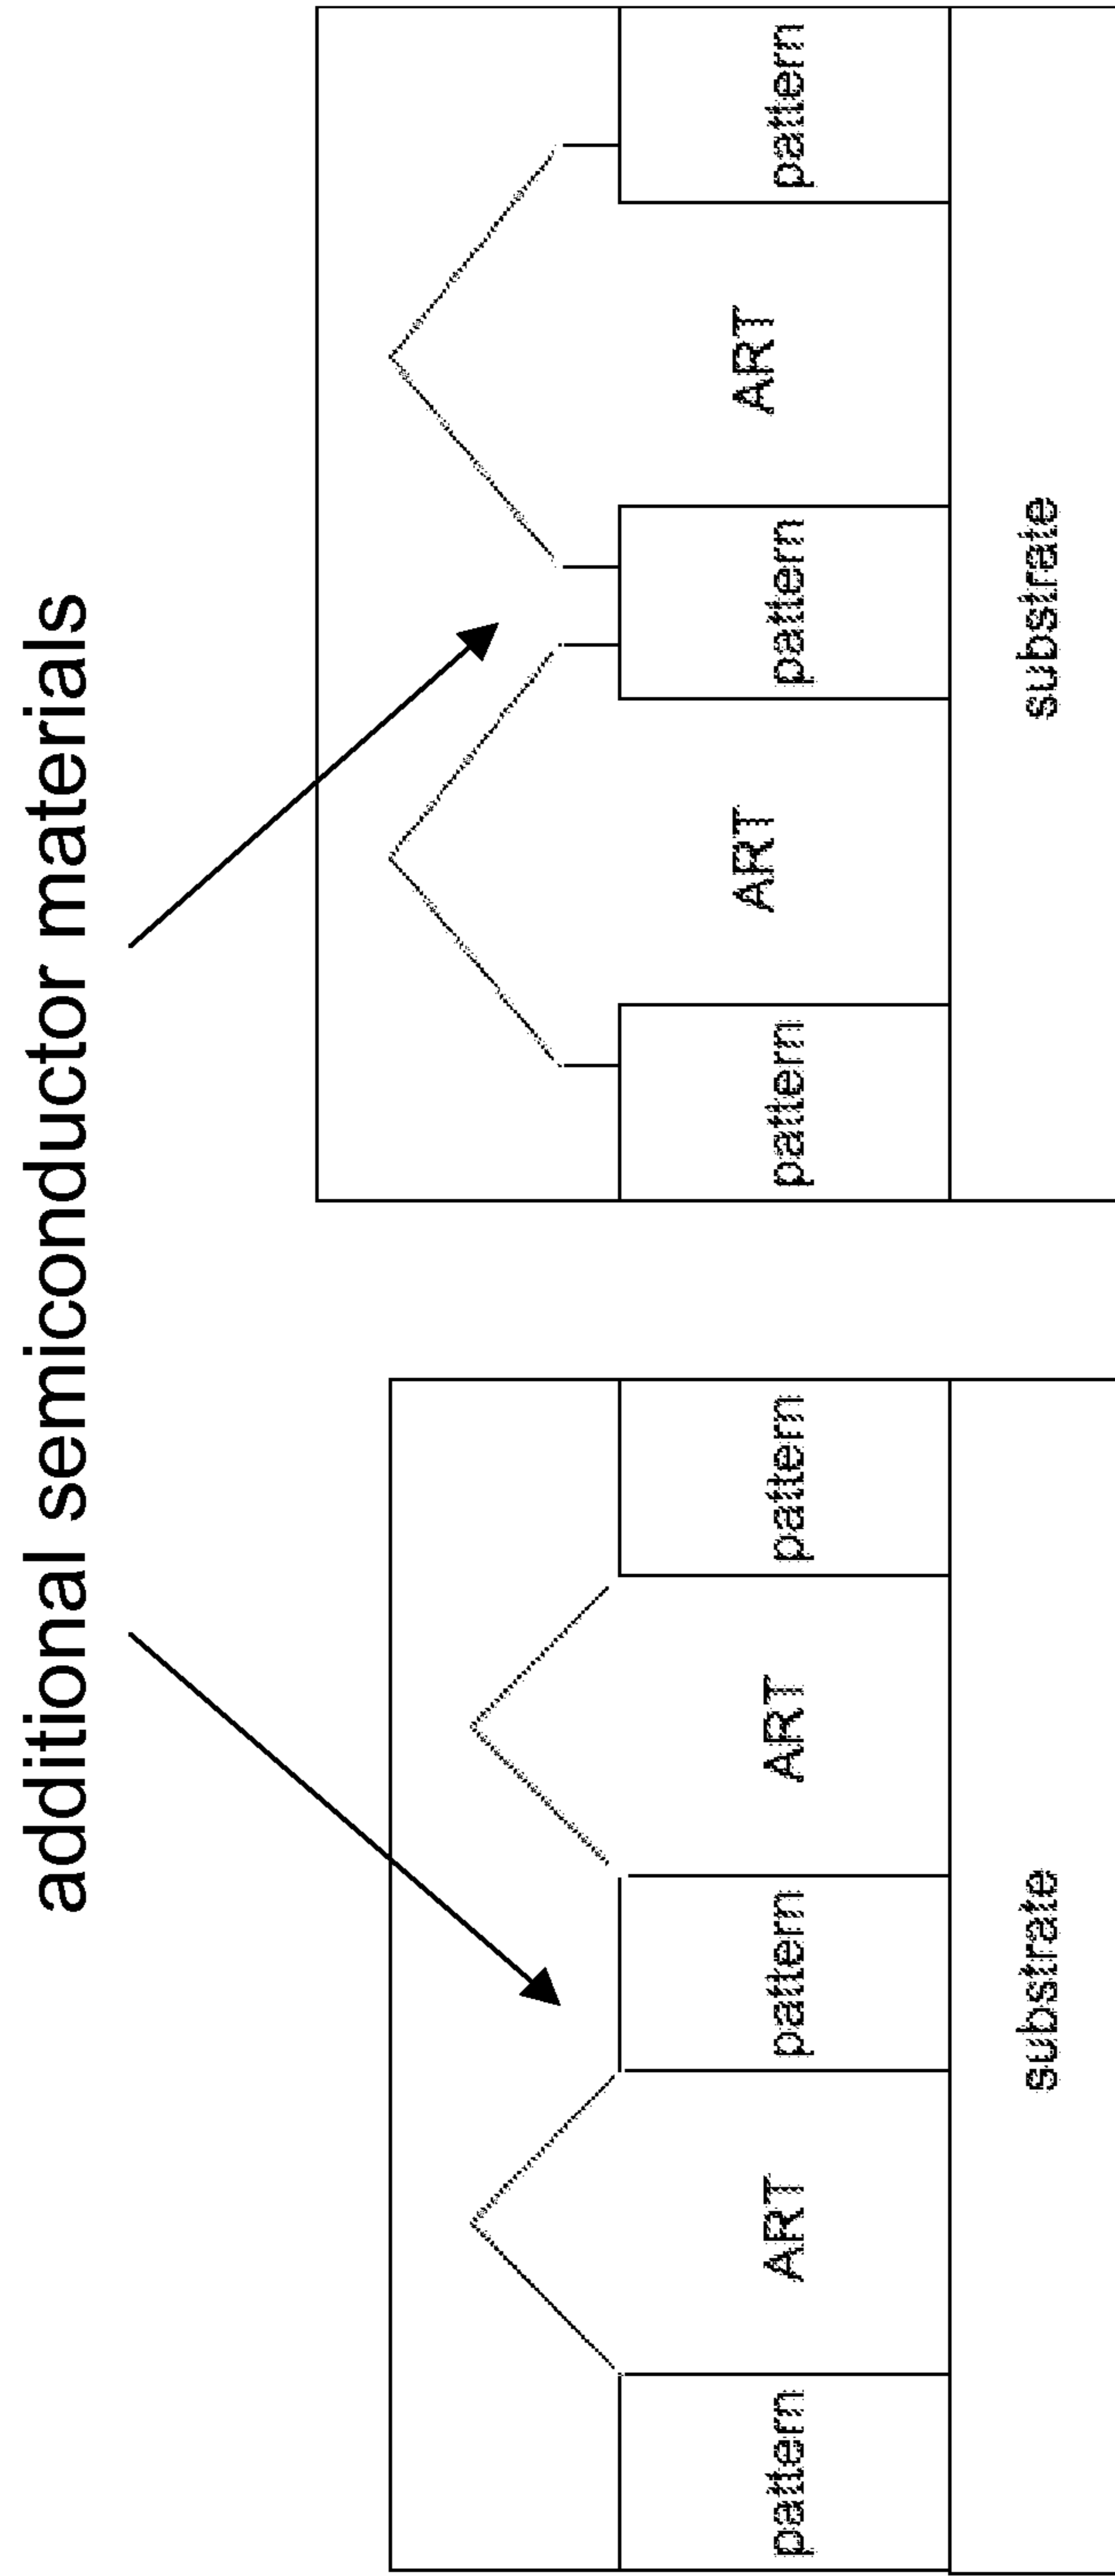 additional semiconductor materials
pattern
ART
pattern
ART
pattern
substrate
pattern
ART
pattern
ART
pattern
substrate